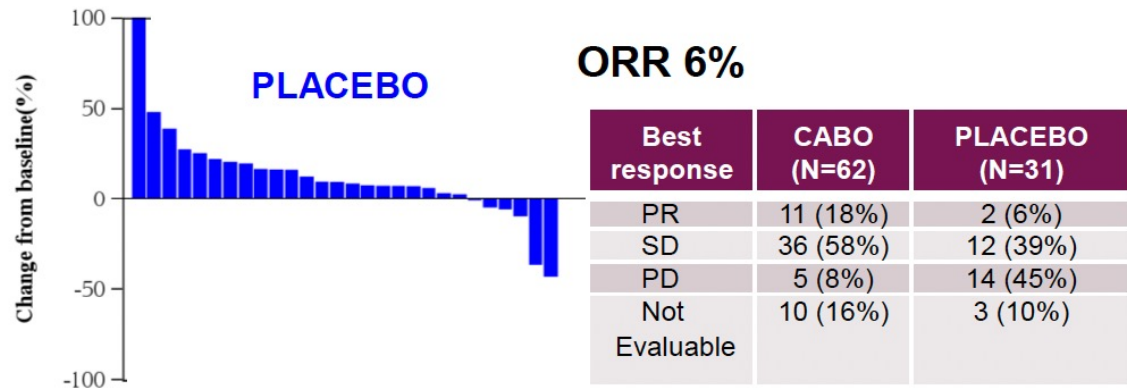 Change from baseline(%)
100
50
0
-50
-100
PLACEBO
ORR 6%
Best response CABO (N=62) PLACEBO (N=31)
PR 11 (18%) 2 (6%)
SD 36 (58%) 12 (39%)
PD 5 (8%) 14 (45%)
Not Evaluable 10 (16%) 3 (10%)